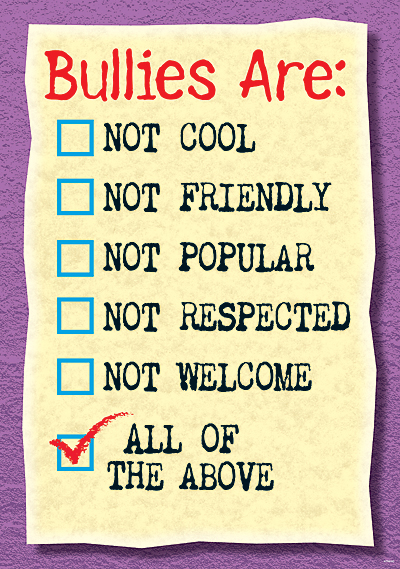 Bullies Are:
NOT COOL
NOT FRIENDLY
NOT POPULAR
NOT RESPECTED
NOT WELCOME
ALL OF
THE ABOVE